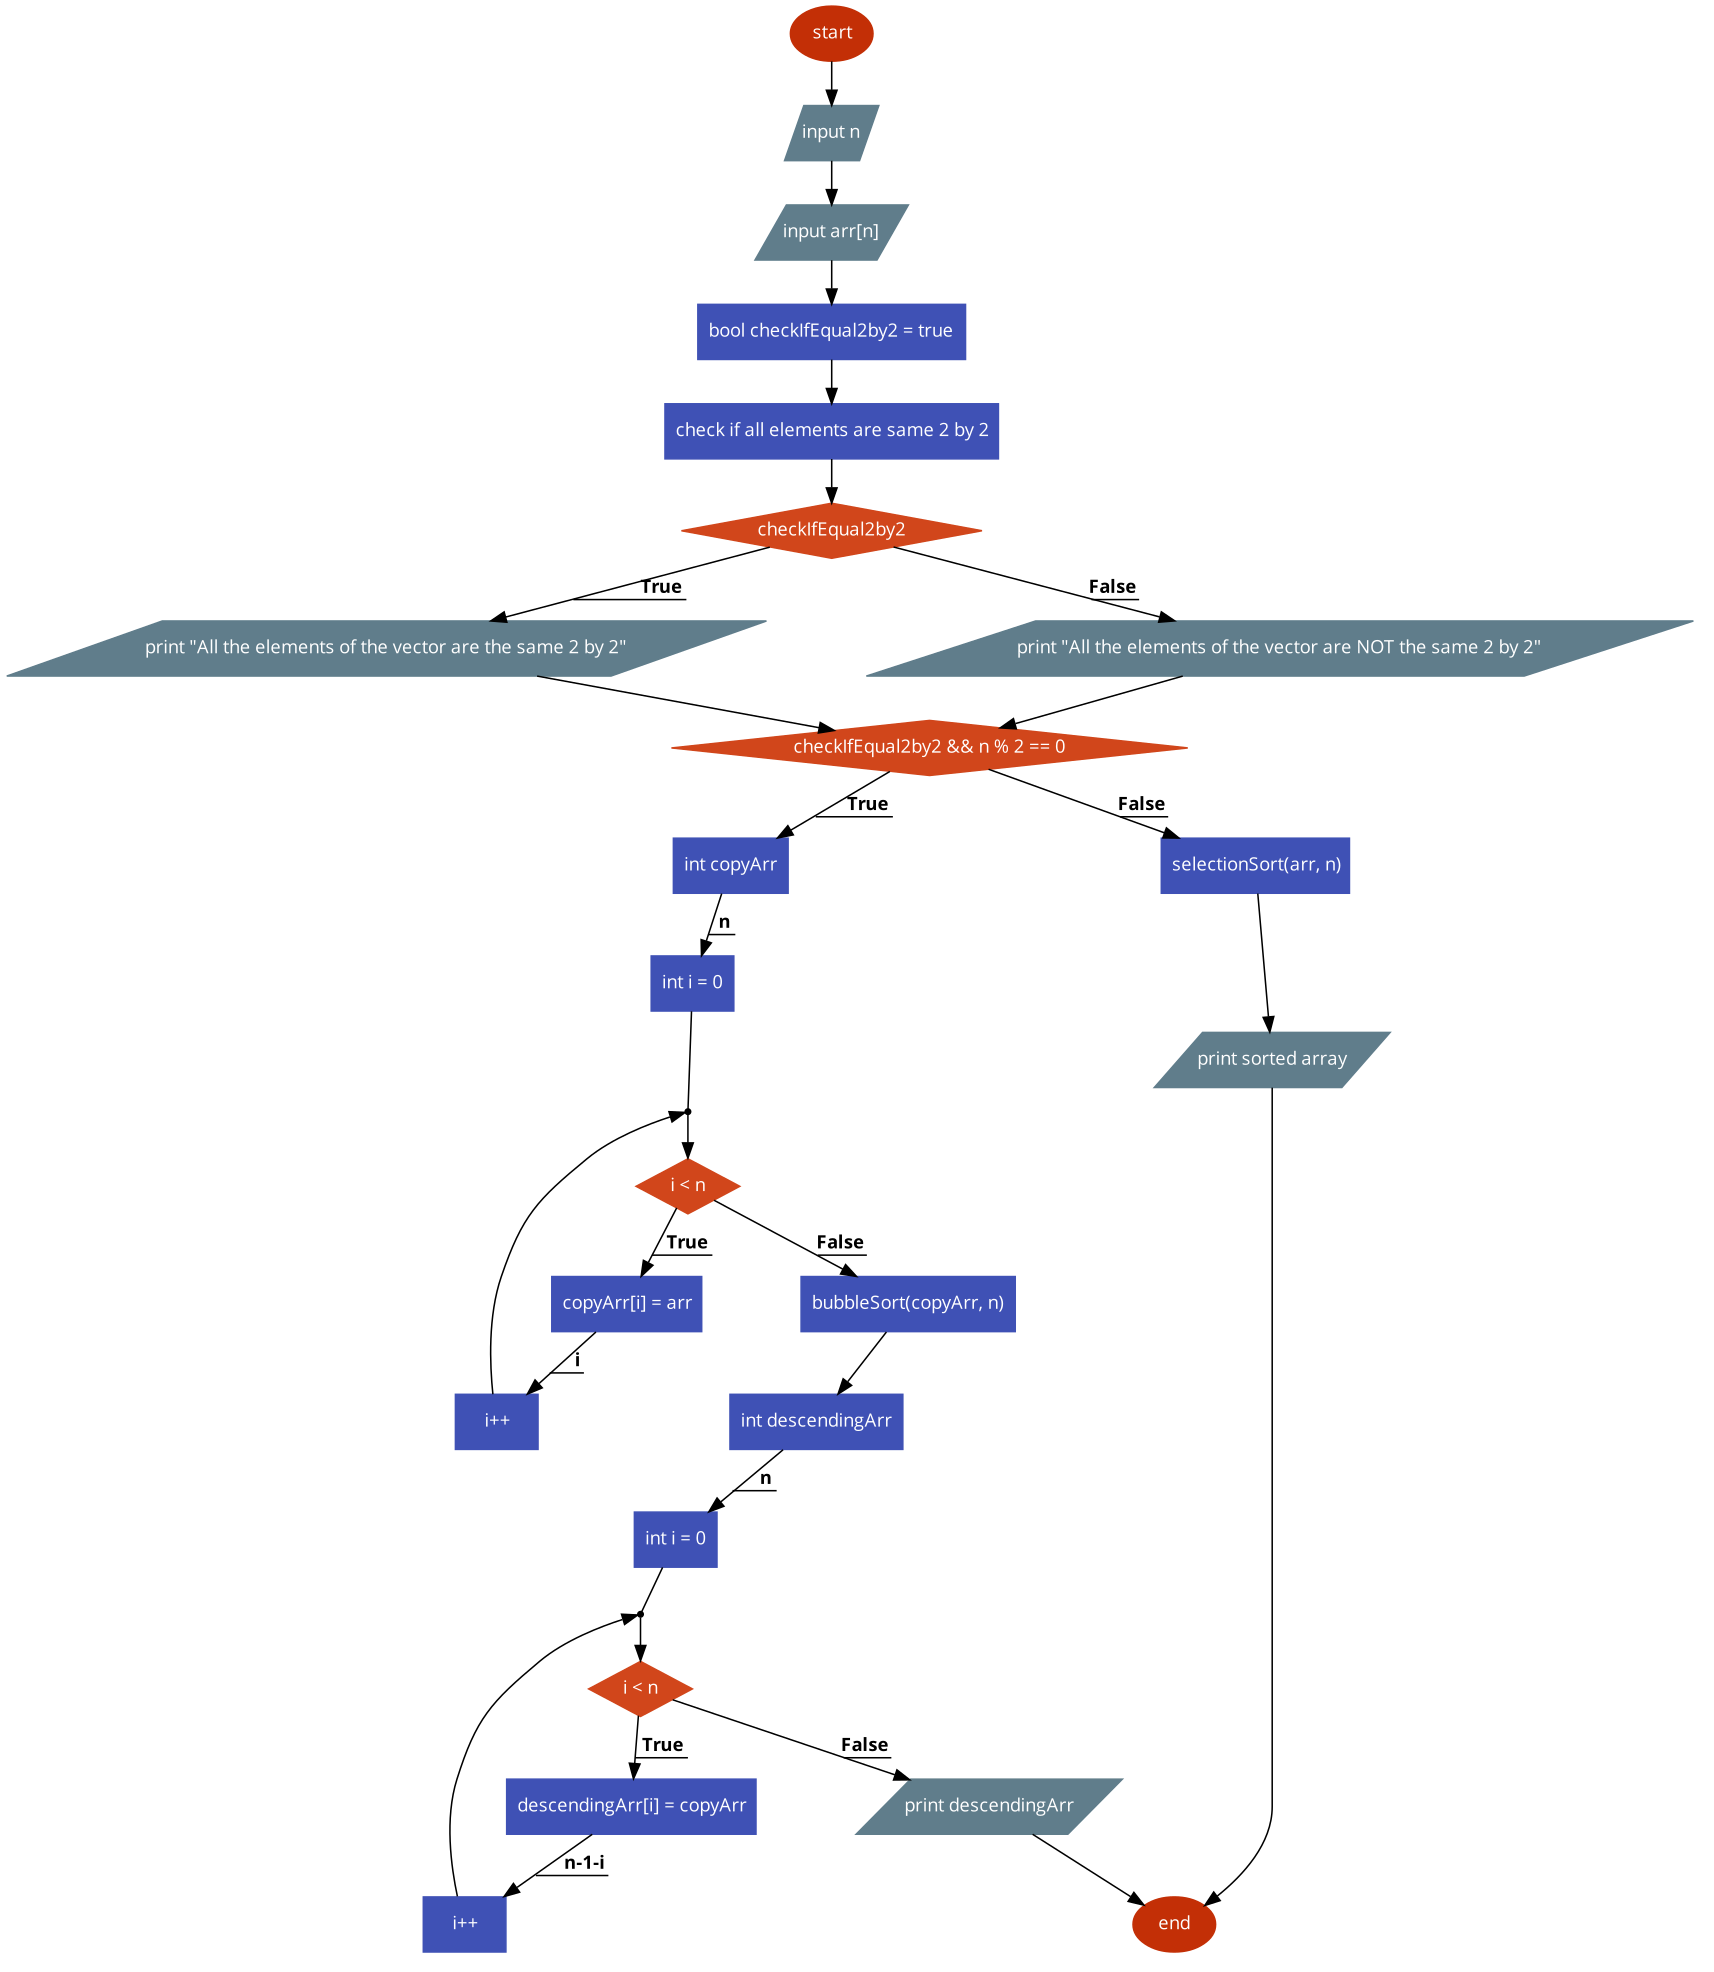 start
input n
input arr[n]
bool checkIfEqual2by2 = true
check if all elements are same 2 by 2
checkIfEqual2by2
True
False
print "All the elements of the vector are the same 2 by 2"
print "All the elements of the vector are NOT the same 2 by 2"
checkIfEqual2by2 && n % 2 == 0
True
False
int copyArr
selectionSort(arr, n)
n
int i = 0
print sorted array
i < n
True
False
copyArr[i] = arr
bubbleSort(copyArr, n)
i
i++
int descendingArr
n
int i = 0
i < n
True
False
descendingArr[i] = copyArr
print descendingArr
n-1-i
i++
end